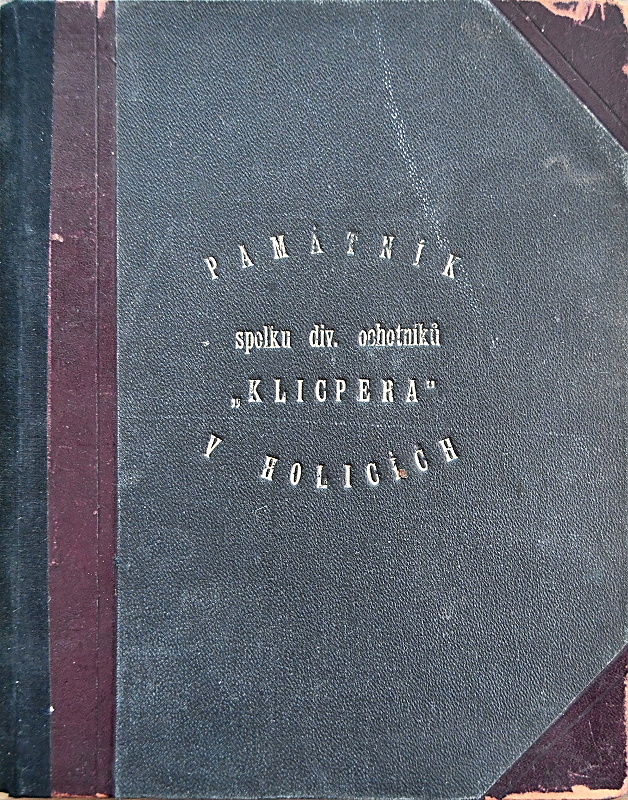 PAMÁTNÍK
spolku div. ochotníků
„KLICPERA"
V HOLICÍCH